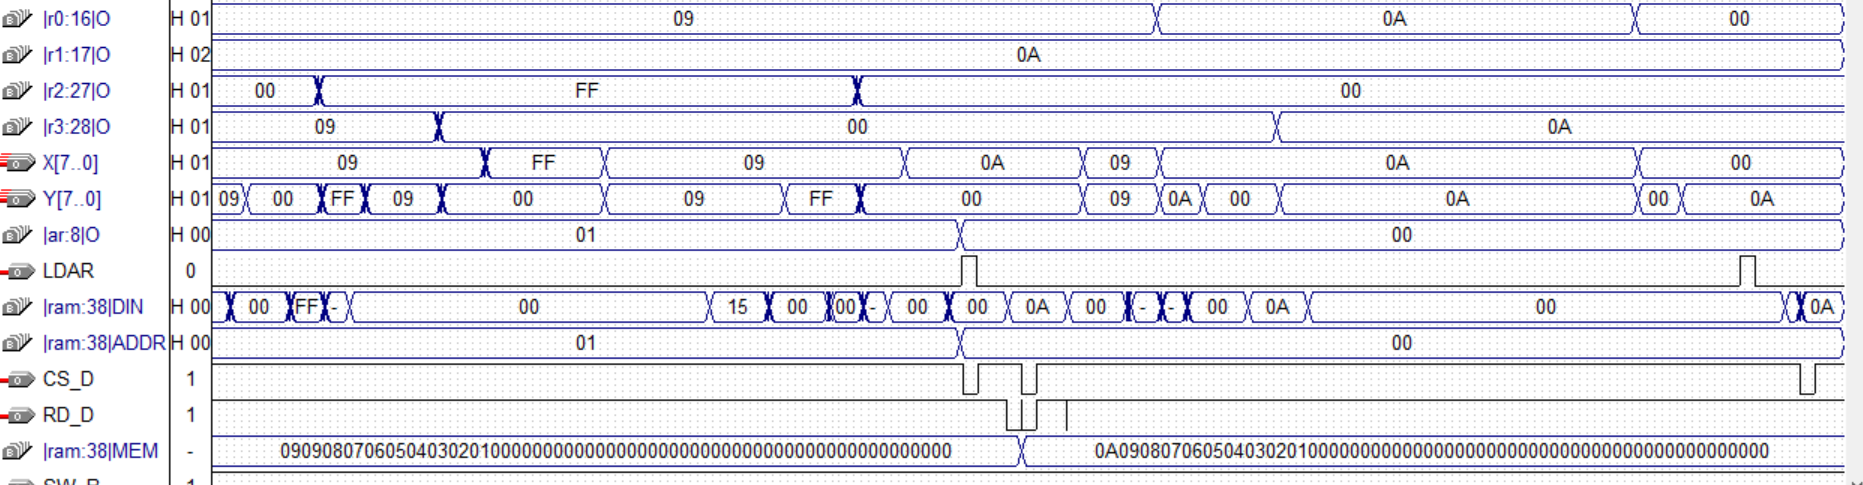 |r0:16|O H 01 09 0A 00
|r1:17|O H 02 0A
|r2:27|O H 01 00 FF 00
|r3:28|O H 01 09 00 0A
X[7..0] H 01 09 FF 09 0A 09 0A 00
Y[7..0] H 01 09 00 FF 09 00 09 FF 00 09 0A 00 0A 00 0A
|ar:8|O H 00 01 00
LDAR 0
|ram:38|DIN H 00 00 FF - 00 15 00 00 - 00 00 0A 00 - - 00 0A 00 0A
|ram:38|ADDR H 00 01 00
CS_D 1
RD_D 1
|ram:38|MEM -